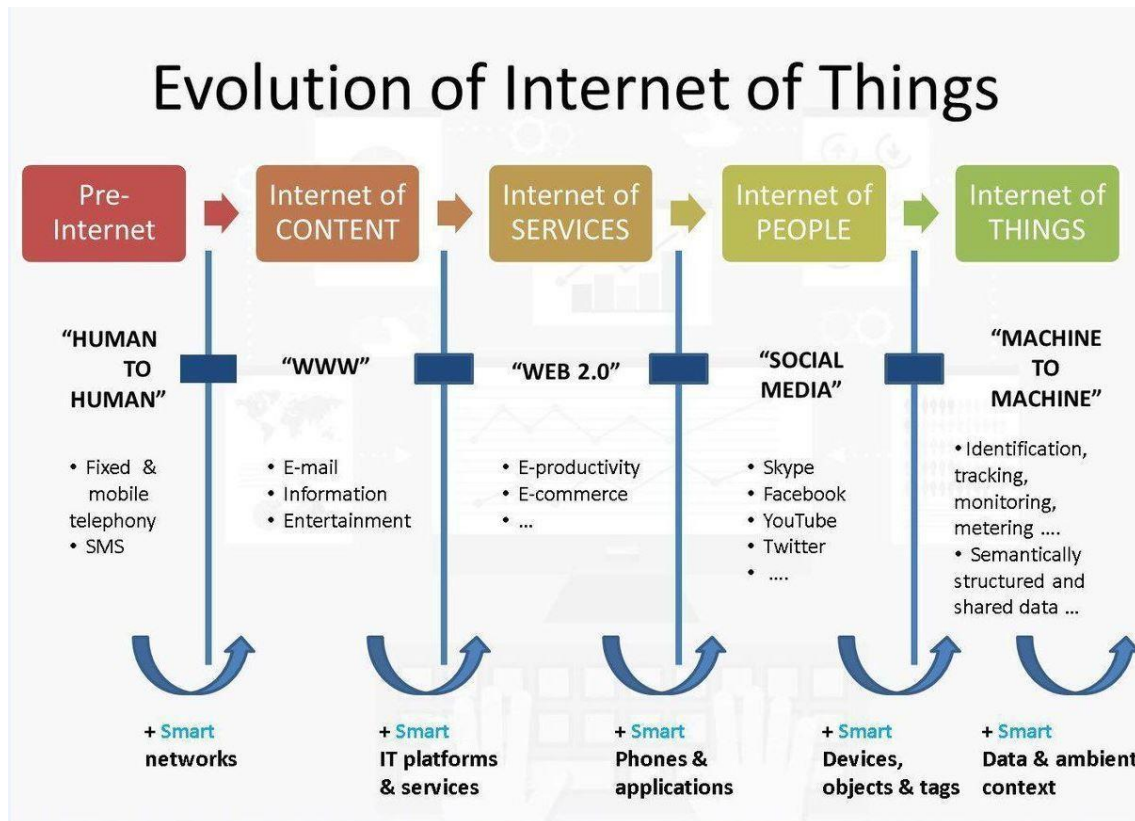 Evolution of Internet of Things
Pre-
Internet
Internet of
CONTENT
Internet of
SERVICES
Internet of
PEOPLE
Internet of
THINGS
“HUMAN
TO
HUMAN”
“WWW”
“WEB 2.0”
“SOCIAL
MEDIA”
“MACHINE
TO
MACHINE”
• Fixed &
mobile
telephony
• SMS
• E-mail
• Information
• Entertainment
• E-productivity
• E-commerce
• ...
• Skype
• Facebook
• YouTube
• Twitter
• ....
• Identification,
tracking,
monitoring,
metering ....
• Semantically
structured and
shared data ...
+ Smart
networks
+ Smart
IT platforms
& services
+ Smart
Phones &
applications
+ Smart
Devices,
objects & tags
+ Smart
Data & ambient
context